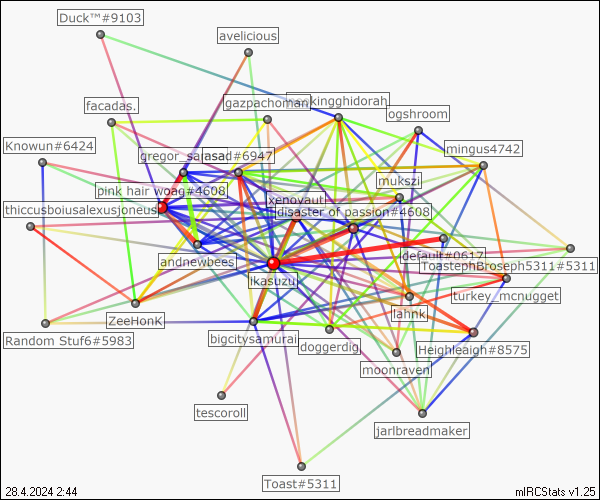 Duck™#9103
avelicious
gazpachoman
facadas.
ogshroom
Knowun#6424
gregor_sa
asad#6947
mingus4742
mukszi
pink hair woag#4608
xenovaut
thiccusboiusalexusjoneus
disaster of passion#4608
default#0617
andnewbees
ToastephBroseph5311#5311
ikasuzu
turkey_mcnugget
lahnk
ZeeHonk
Random Stuf6#5983
bigcitysamurai
doggerdig
Heighleaigh#8575
moonraven
tescoroll
jarlbreadmaker
Toast#5311
28.4.2024 2:44
mIRCStats v1.25